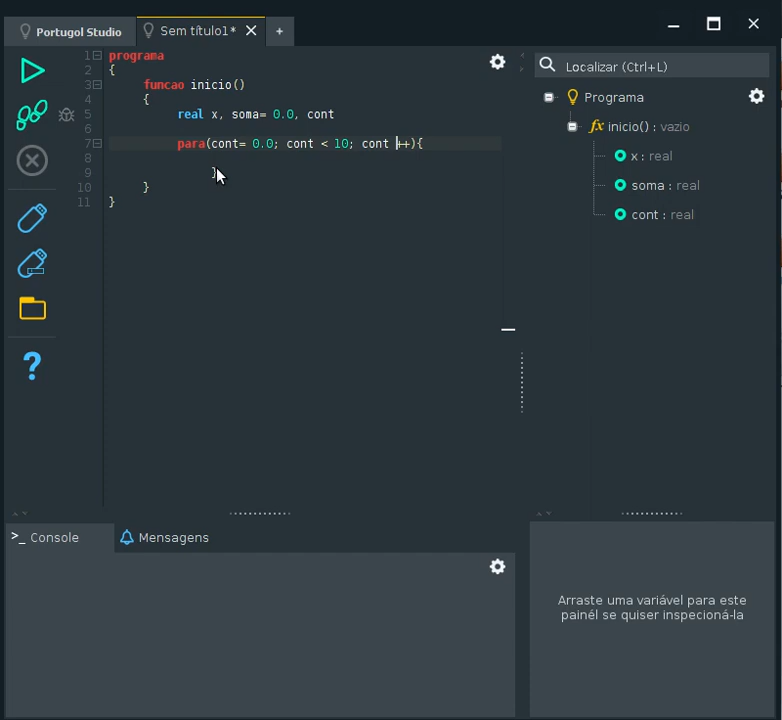 Portugol Studio
Sem título1*
+
1 programa
2 {
3 funcao inicio()
4 {
5 real x, soma= 0.0, cont
6
7 para(cont= 0.0; cont < 10; cont ++){
8
9 }
10 }
11 }
Localizar (Ctrl+L)
Programa
fx inicio() : vazio
x : real
soma : real
cont : real
?
>_ Console
Mensagens
Arraste uma variável para este
painél se quiser inspecioná-la